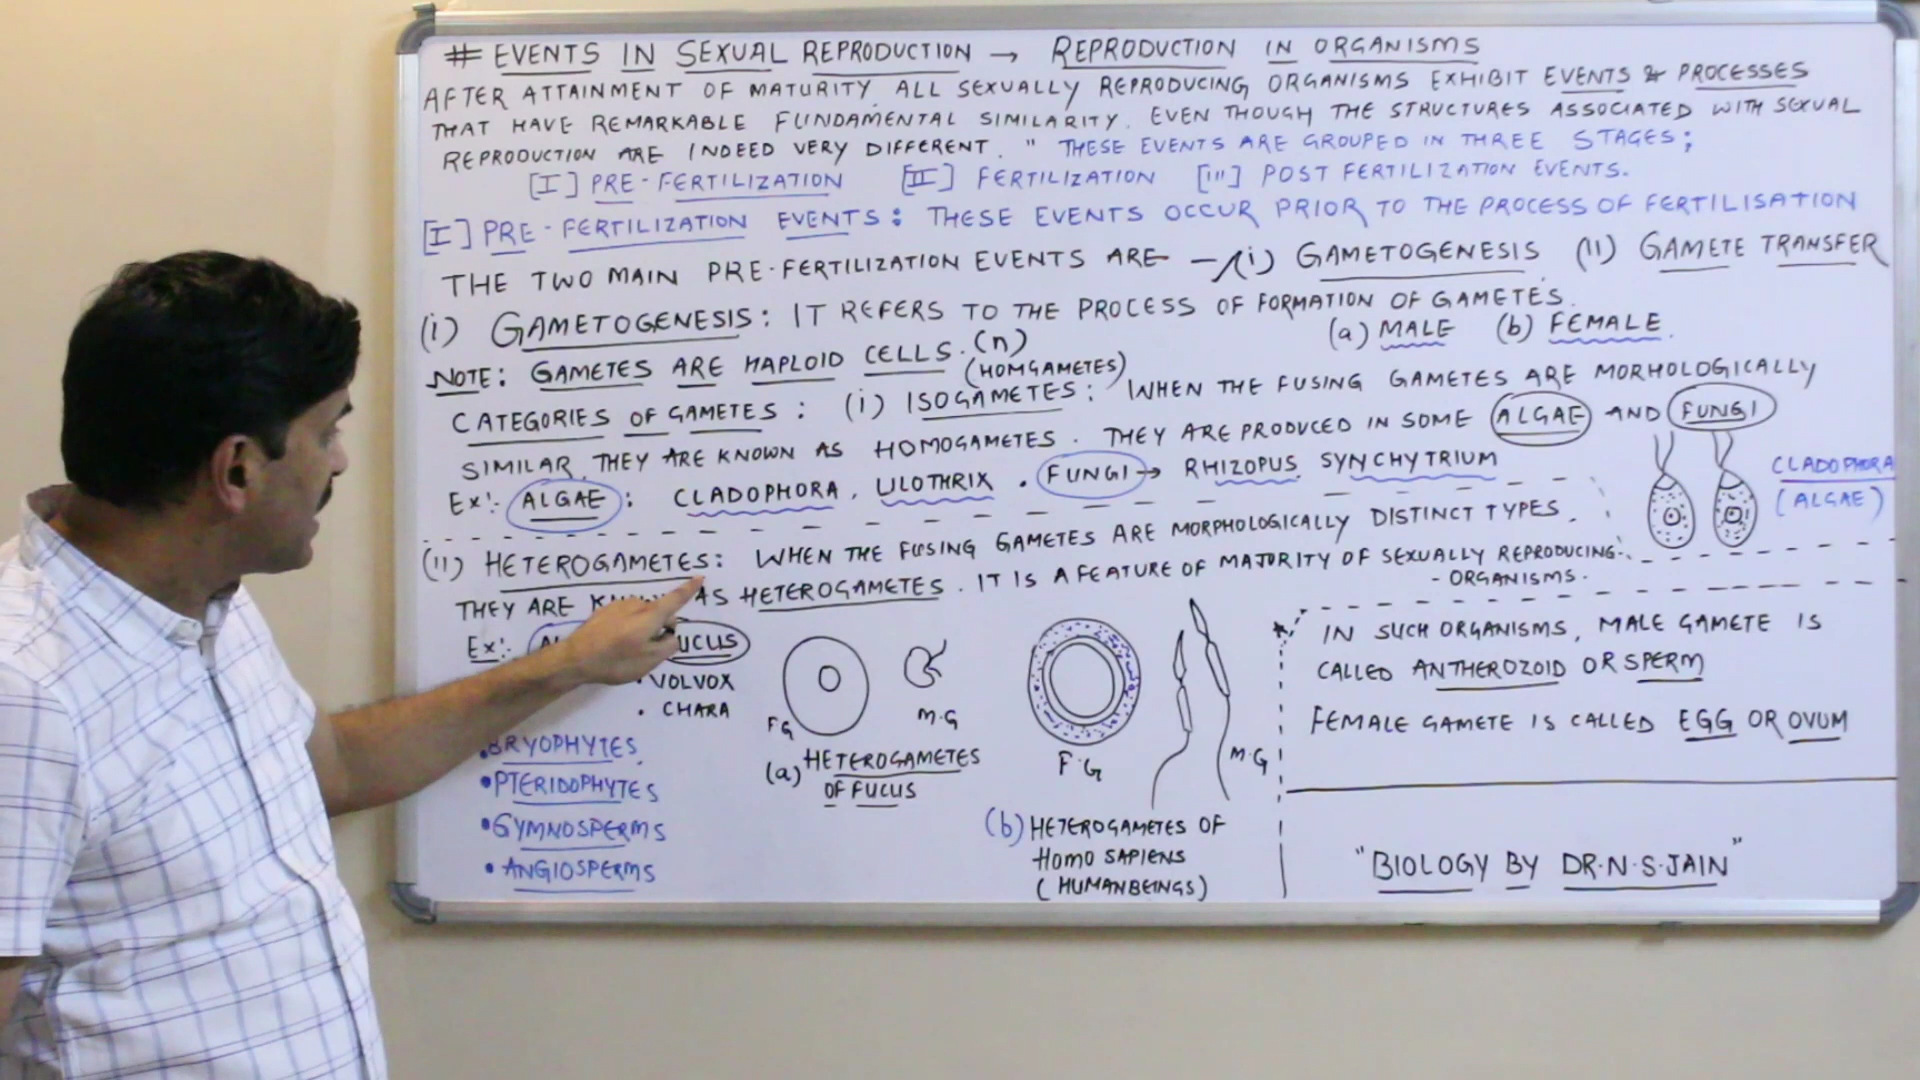 # EVENTS IN SEXUAL REPRODUCTION → REPRODUCTION IN ORGANISMS
AFTER ATTAINMENT OF MATURITY, ALL SEXUALLY REPRODUCING ORGANISMS EXHIBIT EVENTS & PROCESSES
THAT HAVE REMARKABLE FUNDAMENTAL SIMILARITY. EVEN THOUGH THE STRUCTURES ASSOCIATED WITH SEXUAL
REPRODUCTION ARE INDEED VERY DIFFERENT. " THESE EVENTS ARE GROUPED IN THREE STAGES;
[I] PRE-FERTILIZATION [II] FERTILIZATION [III] POST FERTILIZATION EVENTS.
[I] PRE-FERTILIZATION EVENTS: THESE EVENTS OCCUR PRIOR TO THE PROCESS OF FERTILISATION
THE TWO MAIN PRE-FERTILIZATION EVENTS ARE - (i) GAMETOGENESIS (II) GAMETE TRANSFER
(i) GAMETOGENESIS: IT REFERS TO THE PROCESS OF FORMATION OF GAMETES.
(a) MALE (b) FEMALE.
NOTE: GAMETES ARE HAPLOID CELLS. (n)
(HOMGAMETES)
CATEGORIES OF GAMETES: (i) ISOGAMETES: WHEN THE FUSING GAMETES ARE MORHOLOGICALLY
SIMILAR, THEY ARE KNOWN AS HOMOGAMETES. THEY ARE PRODUCED IN SOME ALGAE AND FUNGI
Ex: ALGAE: CLADOPHORA, ULOTHRIX. FUNGI → RHIZOPUS SYNCHYTRIUM
CLADOPHORA
(ALGAE)
(II) HETEROGAMETES: WHEN THE FUSING GAMETES ARE MORPHOLOGICALLY DISTINCT TYPES.
THEY ARE AS HETEROGAMETES. IT IS A FEATURE OF MAJORITY OF SEXUALLY REPRODUCING
- ORGANISMS.
Ex:
• VOLVOX
• CHARA
• BRYOPHYTES
• PTERIDOPHYTES
• GYMNOSPERMS
• ANGIOSPERMS
FG
M.G
(a) HETEROGAMETES
OF FUCUS
F.G
M.G
(b) HETEROGAMETES OF
HOMO SAPIENS
(HUMANBEINGS)
IN SUCH ORGANISMS, MALE GAMETE IS
CALLED ANTHEROZOID OR SPERM
FEMALE GAMETE IS CALLED EGG OR OVUM
"BIOLOGY BY DR.N.S.JAIN"